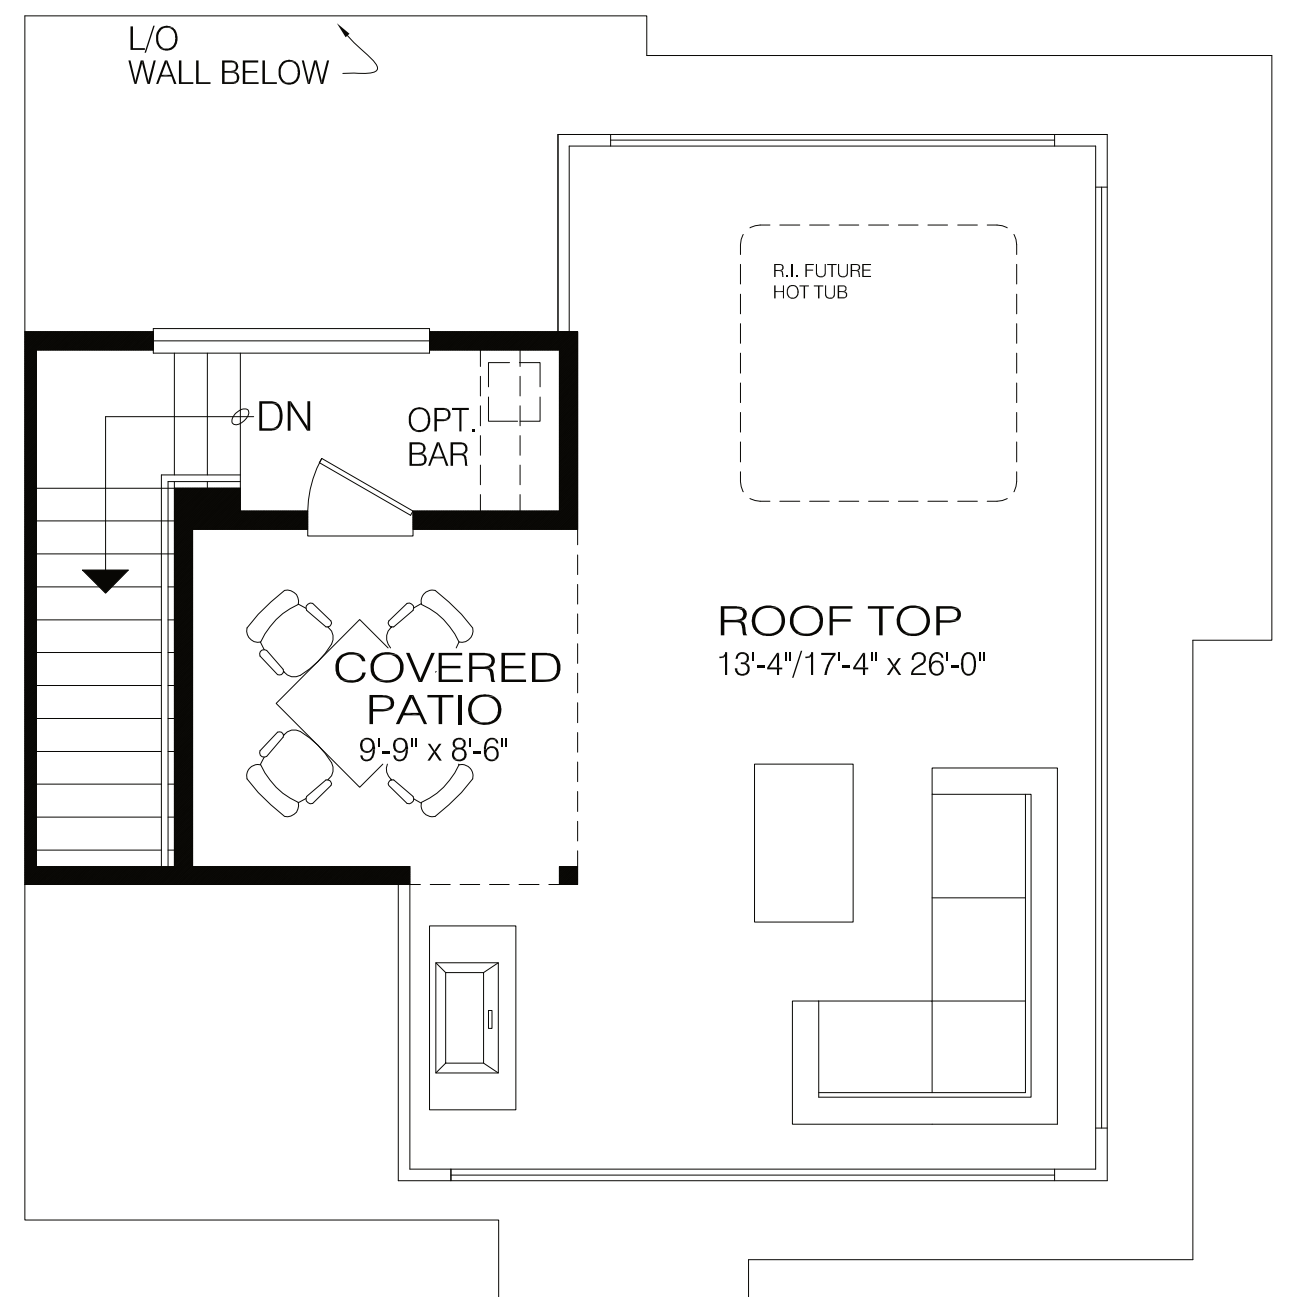 L/O
WALL BELOW
R.I. FUTURE
HOT TUB
DN
OPT.
BAR
ROOF TOP
13'-4"/17'-4" x 26'-0"
COVERED
PATIO
9'-9" x 8'-6"